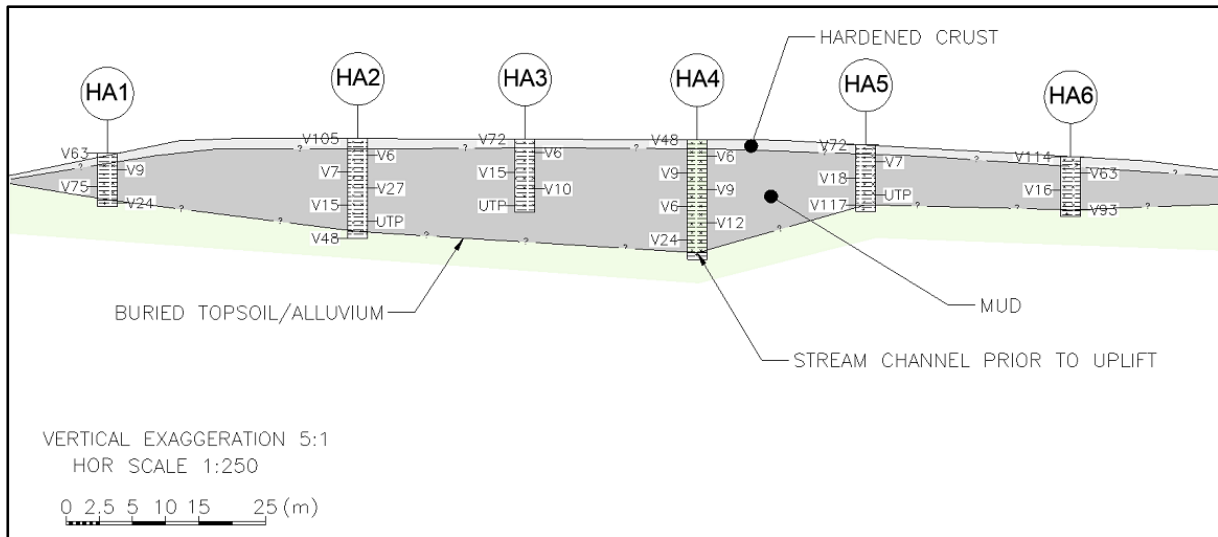 HARDENED CRUST
HA1
HA2
HA3
HA4
HA5
HA6
V63
V9
V75
V24
V105
V6
V7
V27
V15
UTP
V48
V72
V6
V15
V10
UTP
V48
V6
V9
V9
V6
V12
V24
V72
V7
V18
UTP
V117
V114
V63
V16
V93
? ? ? ? ? ? ? ? ? ? ? ? ? ? ?
BURIED TOPSOIL/ALLUVIUM
MUD
STREAM CHANNEL PRIOR TO UPLIFT
VERTICAL EXAGGERATION 5:1
HOR SCALE 1:250
0 2.5 5 10 15 25 (m)